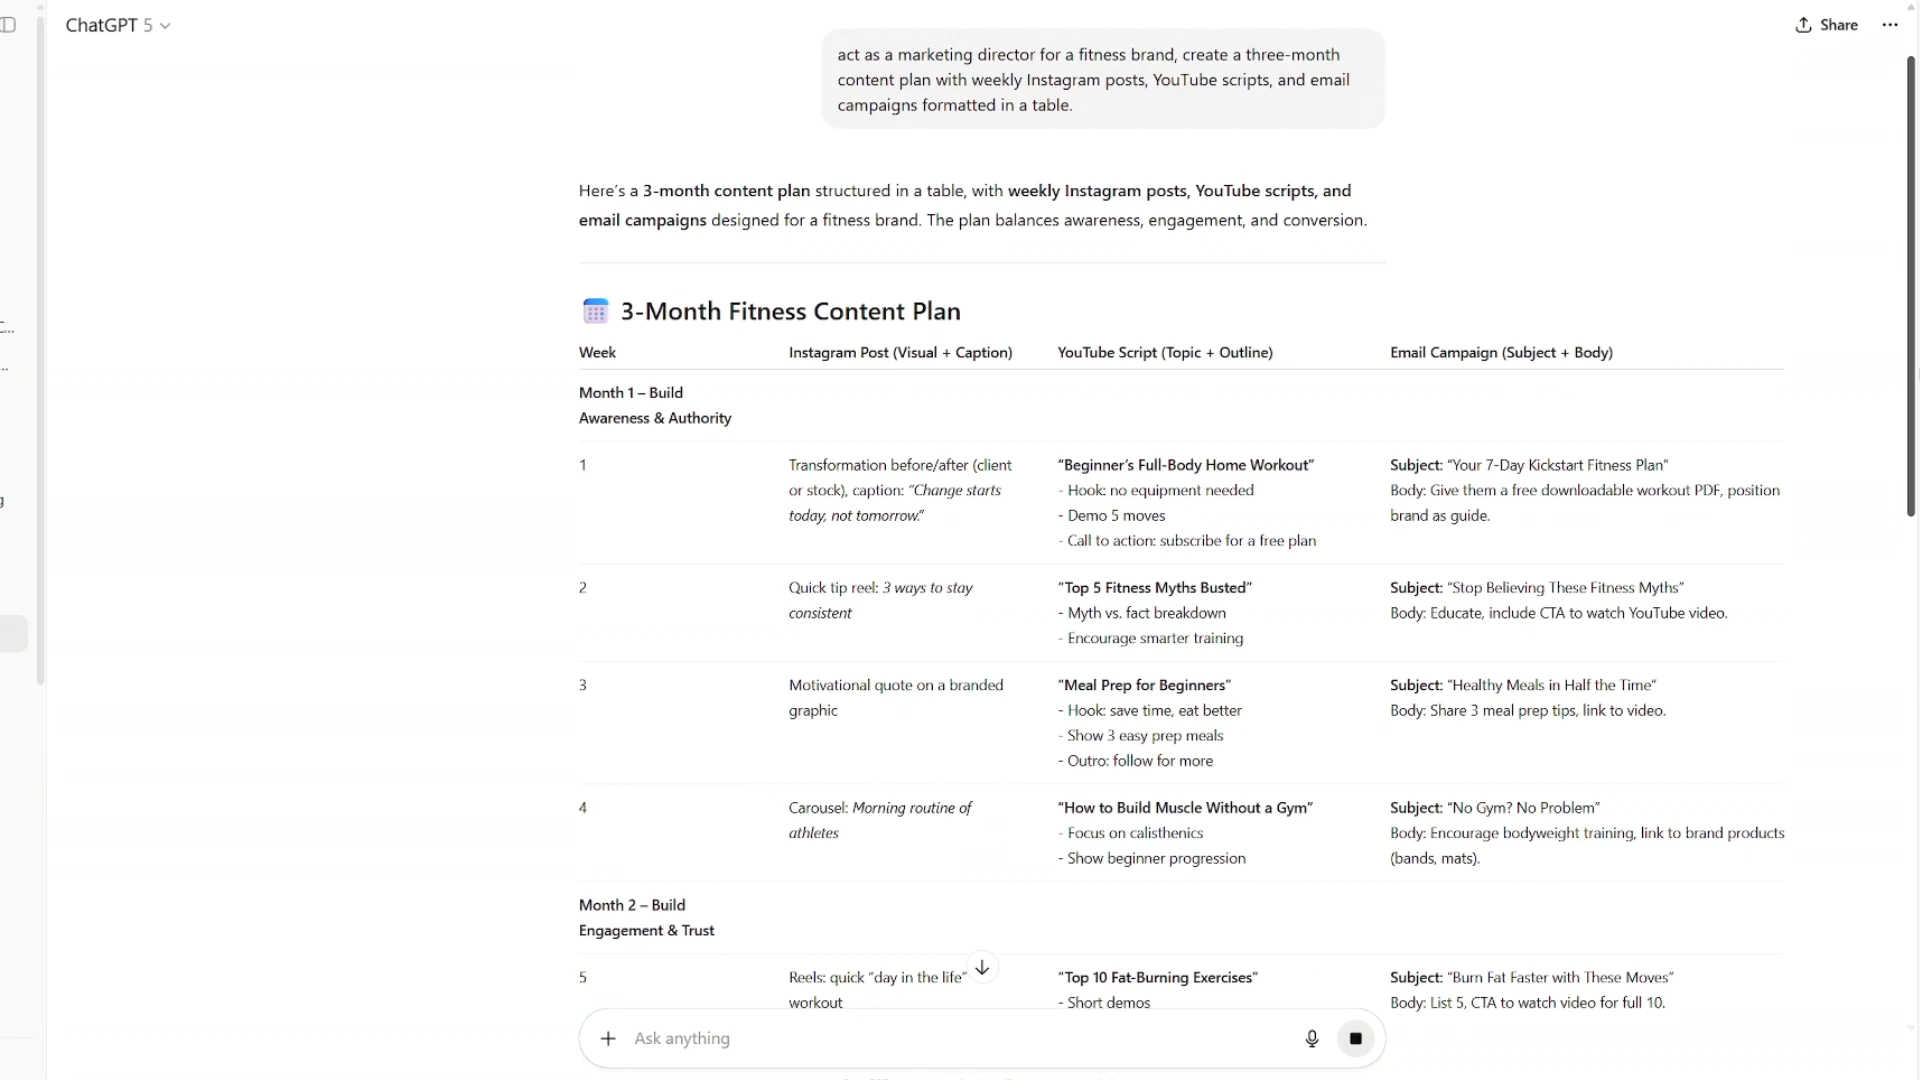 ChatGPT 5
Share
act as a marketing director for a fitness brand, create a three-month
content plan with weekly Instagram posts, YouTube scripts, and email
campaigns formatted in a table.
Here’s a 3-month content plan structured in a table, with weekly Instagram posts, YouTube scripts, and
email campaigns designed for a fitness brand. The plan balances awareness, engagement, and conversion.
3-Month Fitness Content Plan
Week
Instagram Post (Visual + Caption)
YouTube Script (Topic + Outline)
Email Campaign (Subject + Body)
Month 1 – Build
Awareness & Authority
1
Transformation before/after (client
or stock), caption: “Change starts
today, not tomorrow.”
“Beginner’s Full-Body Home Workout”
- Hook: no equipment needed
- Demo 5 moves
- Call to action: subscribe for a free plan
Subject: “Your 7-Day Kickstart Fitness Plan”
Body: Give them a free downloadable workout PDF, position
brand as guide.
2
Quick tip reel: 3 ways to stay
consistent
“Top 5 Fitness Myths Busted”
- Myth vs. fact breakdown
- Encourage smarter training
Subject: “Stop Believing These Fitness Myths”
Body: Educate, include CTA to watch YouTube video.
3
Motivational quote on a branded
graphic
“Meal Prep for Beginners”
- Hook: save time, eat better
- Show 3 easy prep meals
- Outro: follow for more
Subject: “Healthy Meals in Half the Time”
Body: Share 3 meal prep tips, link to video.
4
Carousel: Morning routine of
athletes
“How to Build Muscle Without a Gym”
- Focus on calisthenics
- Show beginner progression
Subject: “No Gym? No Problem”
Body: Encourage bodyweight training, link to brand products
(bands, mats).
Month 2 – Build
Engagement & Trust
5
Reels: quick “day in the life”
workout
“Top 10 Fat-Burning Exercises”
- Short demos
Subject: “Burn Fat Faster with These Moves”
Body: List 5, CTA to watch video for full 10.
Ask anything